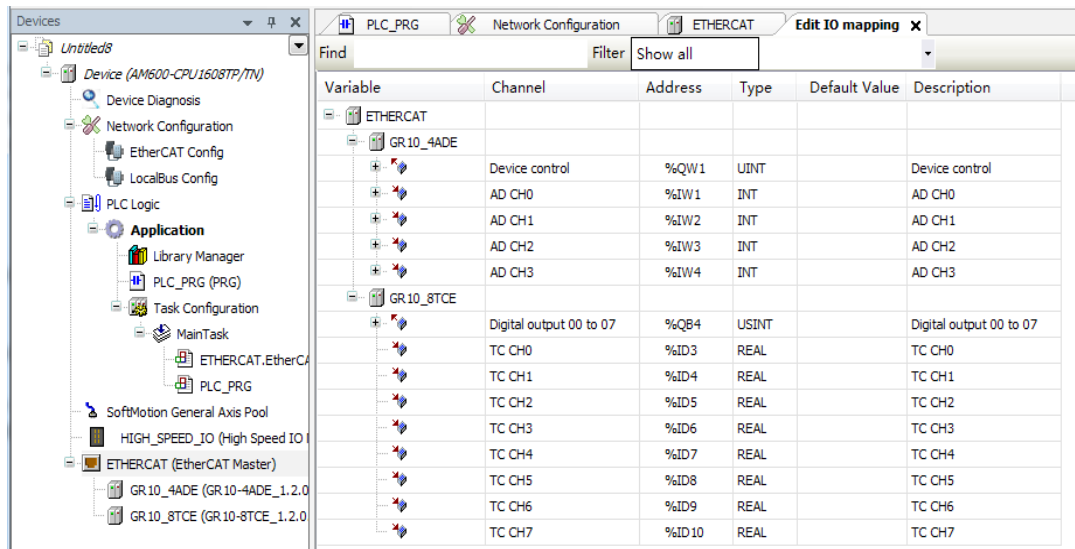 Devices
Untitled8
Device (AM600-CPU1608TP/TN)
Device Diagnosis
Network Configuration
EtherCAT Config
LocalBus Config
PLC Logic
Application
Library Manager
PLC_PRG (PRG)
Task Configuration
MainTask
ETHERCAT.EtherCA
PLC_PRG
SoftMotion General Axis Pool
HIGH_SPEED_IO (High Speed IO
ETHERCAT (EtherCAT Master)
GR10_4ADE (GR10-4ADE_1.2.0
GR10_8TCE (GR10-8TCE_1.2.0
PLC_PRG Network Configuration ETHERCAT Edit IO mapping
Find Filter Show all
Variable Channel Address Type Default Value Description
ETHERCAT
GR10_4ADE
Device control %QW1 UINT Device control
AD CH0 %IW1 INT AD CH0
AD CH1 %IW2 INT AD CH1
AD CH2 %IW3 INT AD CH2
AD CH3 %IW4 INT AD CH3
GR10_8TCE
Digital output 00 to 07 %QB4 USINT Digital output 00 to 07
TC CH0 %ID3 REAL TC CH0
TC CH1 %ID4 REAL TC CH1
TC CH2 %ID5 REAL TC CH2
TC CH3 %ID6 REAL TC CH3
TC CH4 %ID7 REAL TC CH4
TC CH5 %ID8 REAL TC CH5
TC CH6 %ID9 REAL TC CH6
TC CH7 %ID10 REAL TC CH7